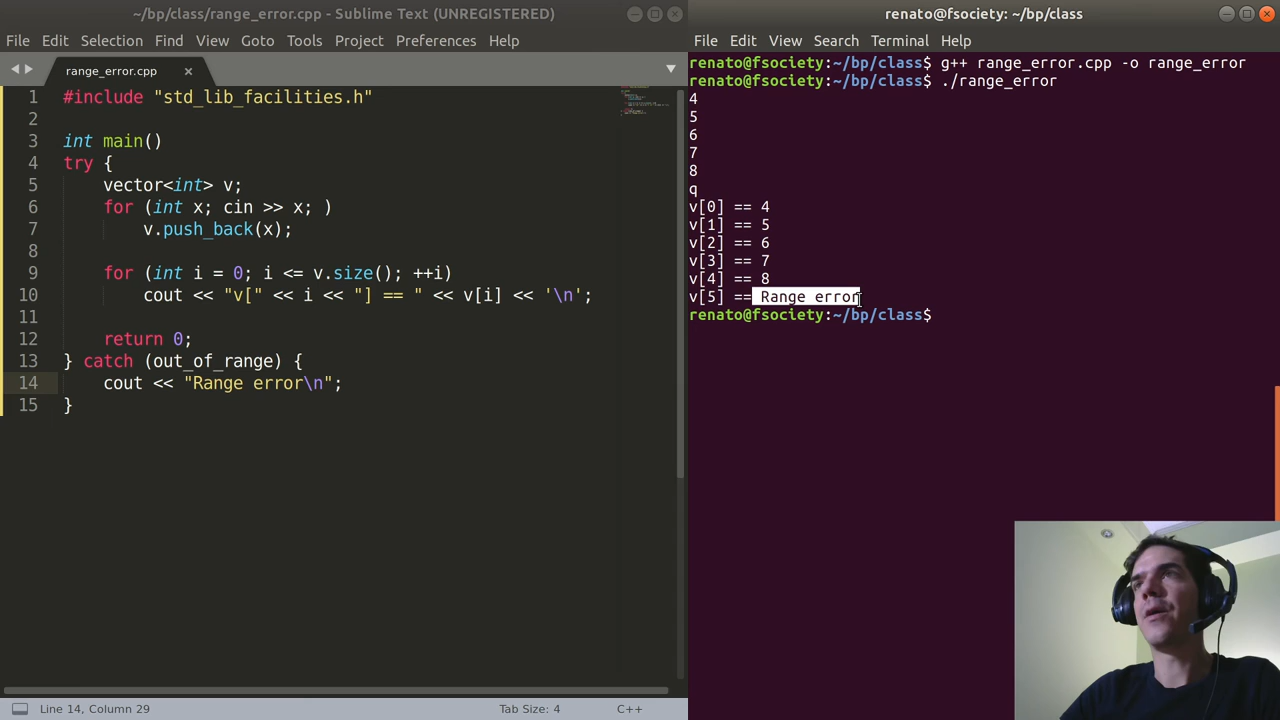 ~/bp/class/range_error.cpp - Sublime Text (UNREGISTERED)
File Edit Selection Find View Goto Tools Project Preferences Help
range_error.cpp
1 #include "std_lib_facilities.h"
2
3 int main()
4 try {
5 vector<int> v;
6 for (int x; cin >> x; )
7 v.push_back(x);
8
9 for (int i = 0; i <= v.size(); ++i)
10 cout << "v[" << i << "] == " << v[i] << '\n';
11
12 return 0;
13 } catch (out_of_range) {
14 cout << "Range error\n";
15 }
Line 14, Column 29 Tab Size: 4 C++
renato@fsociety: ~/bp/class
File Edit View Search Terminal Help
renato@fsociety:~/bp/class$ g++ range_error.cpp -o range_error
renato@fsociety:~/bp/class$ ./range_error
4
5
6
7
8
q
v[0] == 4
v[1] == 5
v[2] == 6
v[3] == 7
v[4] == 8
v[5] == Range error
renato@fsociety:~/bp/class$